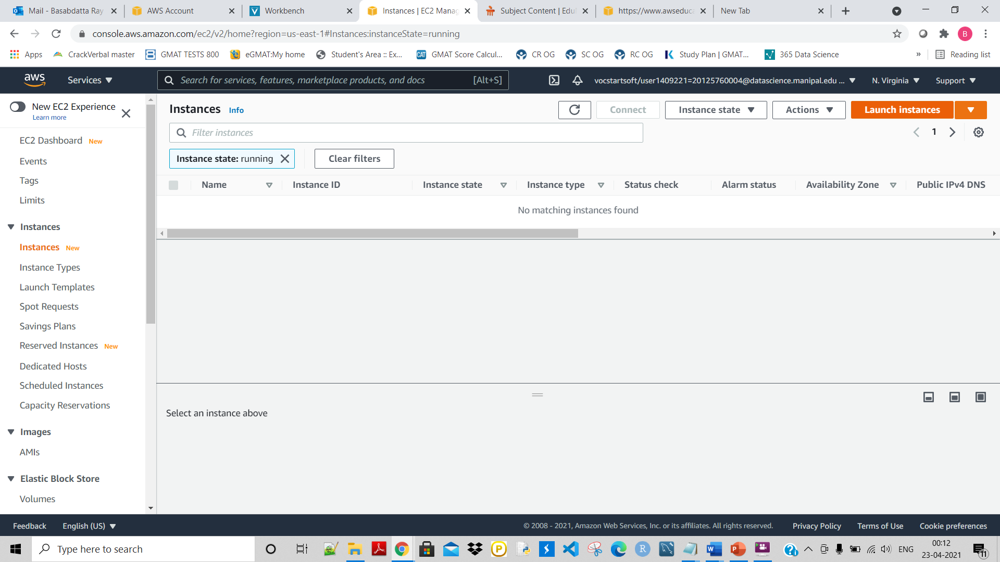 Mail - Basabdatta Ray
AWS Account
Workbench
Instances | EC2 Manag
Subject Content | Edul
https://www.awseduca
New Tab
console.aws.amazon.com/ec2/v2/home?region=us-east-1#Instances:instanceState=running
B
Apps
CrackVerbal master
GMAT TESTS 800
eGMAT:My home
Student's Area :: Ex...
CAT
GMAT Score Calcul...
CR OG
SC OG
RC OG
Study Plan | GMAT...
365 Data Science
»
Reading list
aws
Services
Search for services, features, marketplace products, and docs
[Alt+S]
vocstartsoft/user1409221=20125760004@datascience.manipal.edu ...
N. Virginia
Support
New EC2 Experience
Learn more
EC2 Dashboard New
Events
Tags
Limits
Instances
Instances New
Instance Types
Launch Templates
Spot Requests
Savings Plans
Reserved Instances New
Dedicated Hosts
Scheduled Instances
Capacity Reservations
Images
AMIs
Elastic Block Store
Volumes
Instances Info
Connect
Instance state
Actions
Launch instances
Filter instances
1
Instance state: running
Clear filters
Name
Instance ID
Instance state
Instance type
Status check
Alarm status
Availability Zone
Public IPv4 DNS
No matching instances found
Select an instance above
Feedback
English (US)
© 2008 - 2021, Amazon Web Services, Inc. or its affiliates. All rights reserved.
Privacy Policy
Terms of Use
Cookie preferences
Type here to search
ENG
00:12
23-04-2021
11